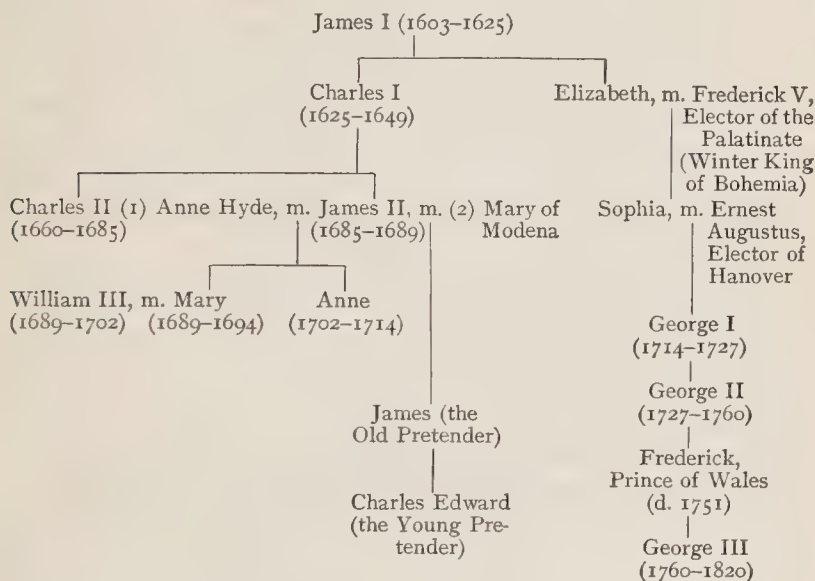 James I (1603–1625)
Charles I
(1625–1649)
Elizabeth, m. Frederick V,
Elector of the
Palatinate
(Winter King
of Bohemia)
Charles II (1) Anne Hyde, m. James II, m. (2) Mary of
(1660–1685) (1685–1689) Modena
Sophia, m. Ernest
Augustus,
Elector of
Hanover
William III, m. Mary Anne
(1689–1702) (1689–1694) (1702–1714)
George I
(1714–1727)
George II
(1727–1760)
James (the
Old Pretender)
Frederick,
Prince of Wales
(d. 1751)
Charles Edward
(the Young Pre-
tender)
George III
(1760–1820)